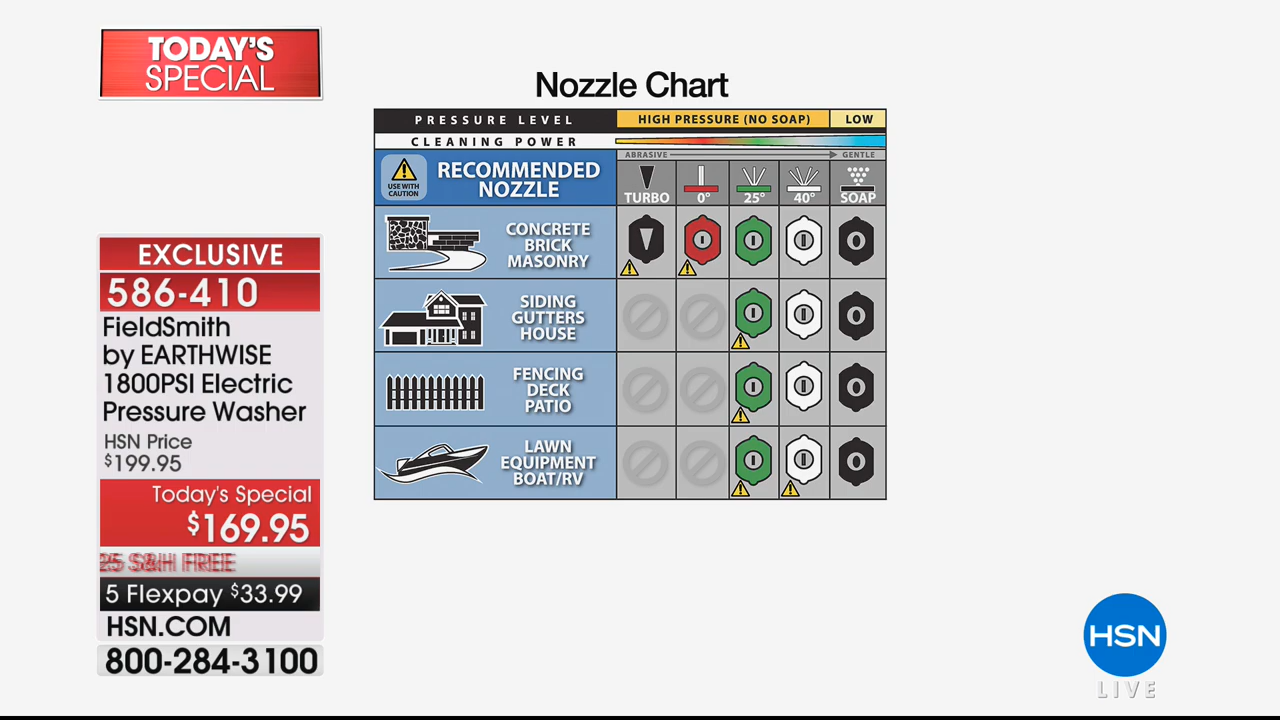 TODAY'S
SPECIAL
Nozzle Chart
PRESSURE LEVEL
HIGH PRESSURE (NO SOAP)
LOW
CLEANING POWER
ABRASIVE
GENTLE
USE WITH
CAUTION
RECOMMENDED
NOZZLE
TURBO
0°
25°
40°
SOAP
CONCRETE
BRICK
MASONRY
SIDING
GUTTERS
HOUSE
FENCING
DECK
PATIO
LAWN
EQUIPMENT
BOAT/RV
EXCLUSIVE
586-410
FieldSmith
by EARTHWISE
1800PSI Electric
Pressure Washer
HSN Price
$199.95
Today's Special
$169.95
S&H FREE
5 Flexpay $33.99
HSN.COM
800-284-3100
HSN
LIVE